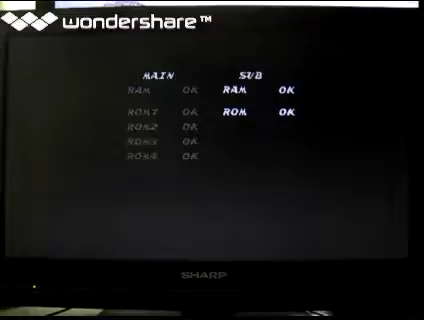 wondershare™
MAIN SUB
RAM OK RAM OK
ROM1 OK ROM OK
ROM2 OK
ROM3 OK
ROM4 OK
SHARP